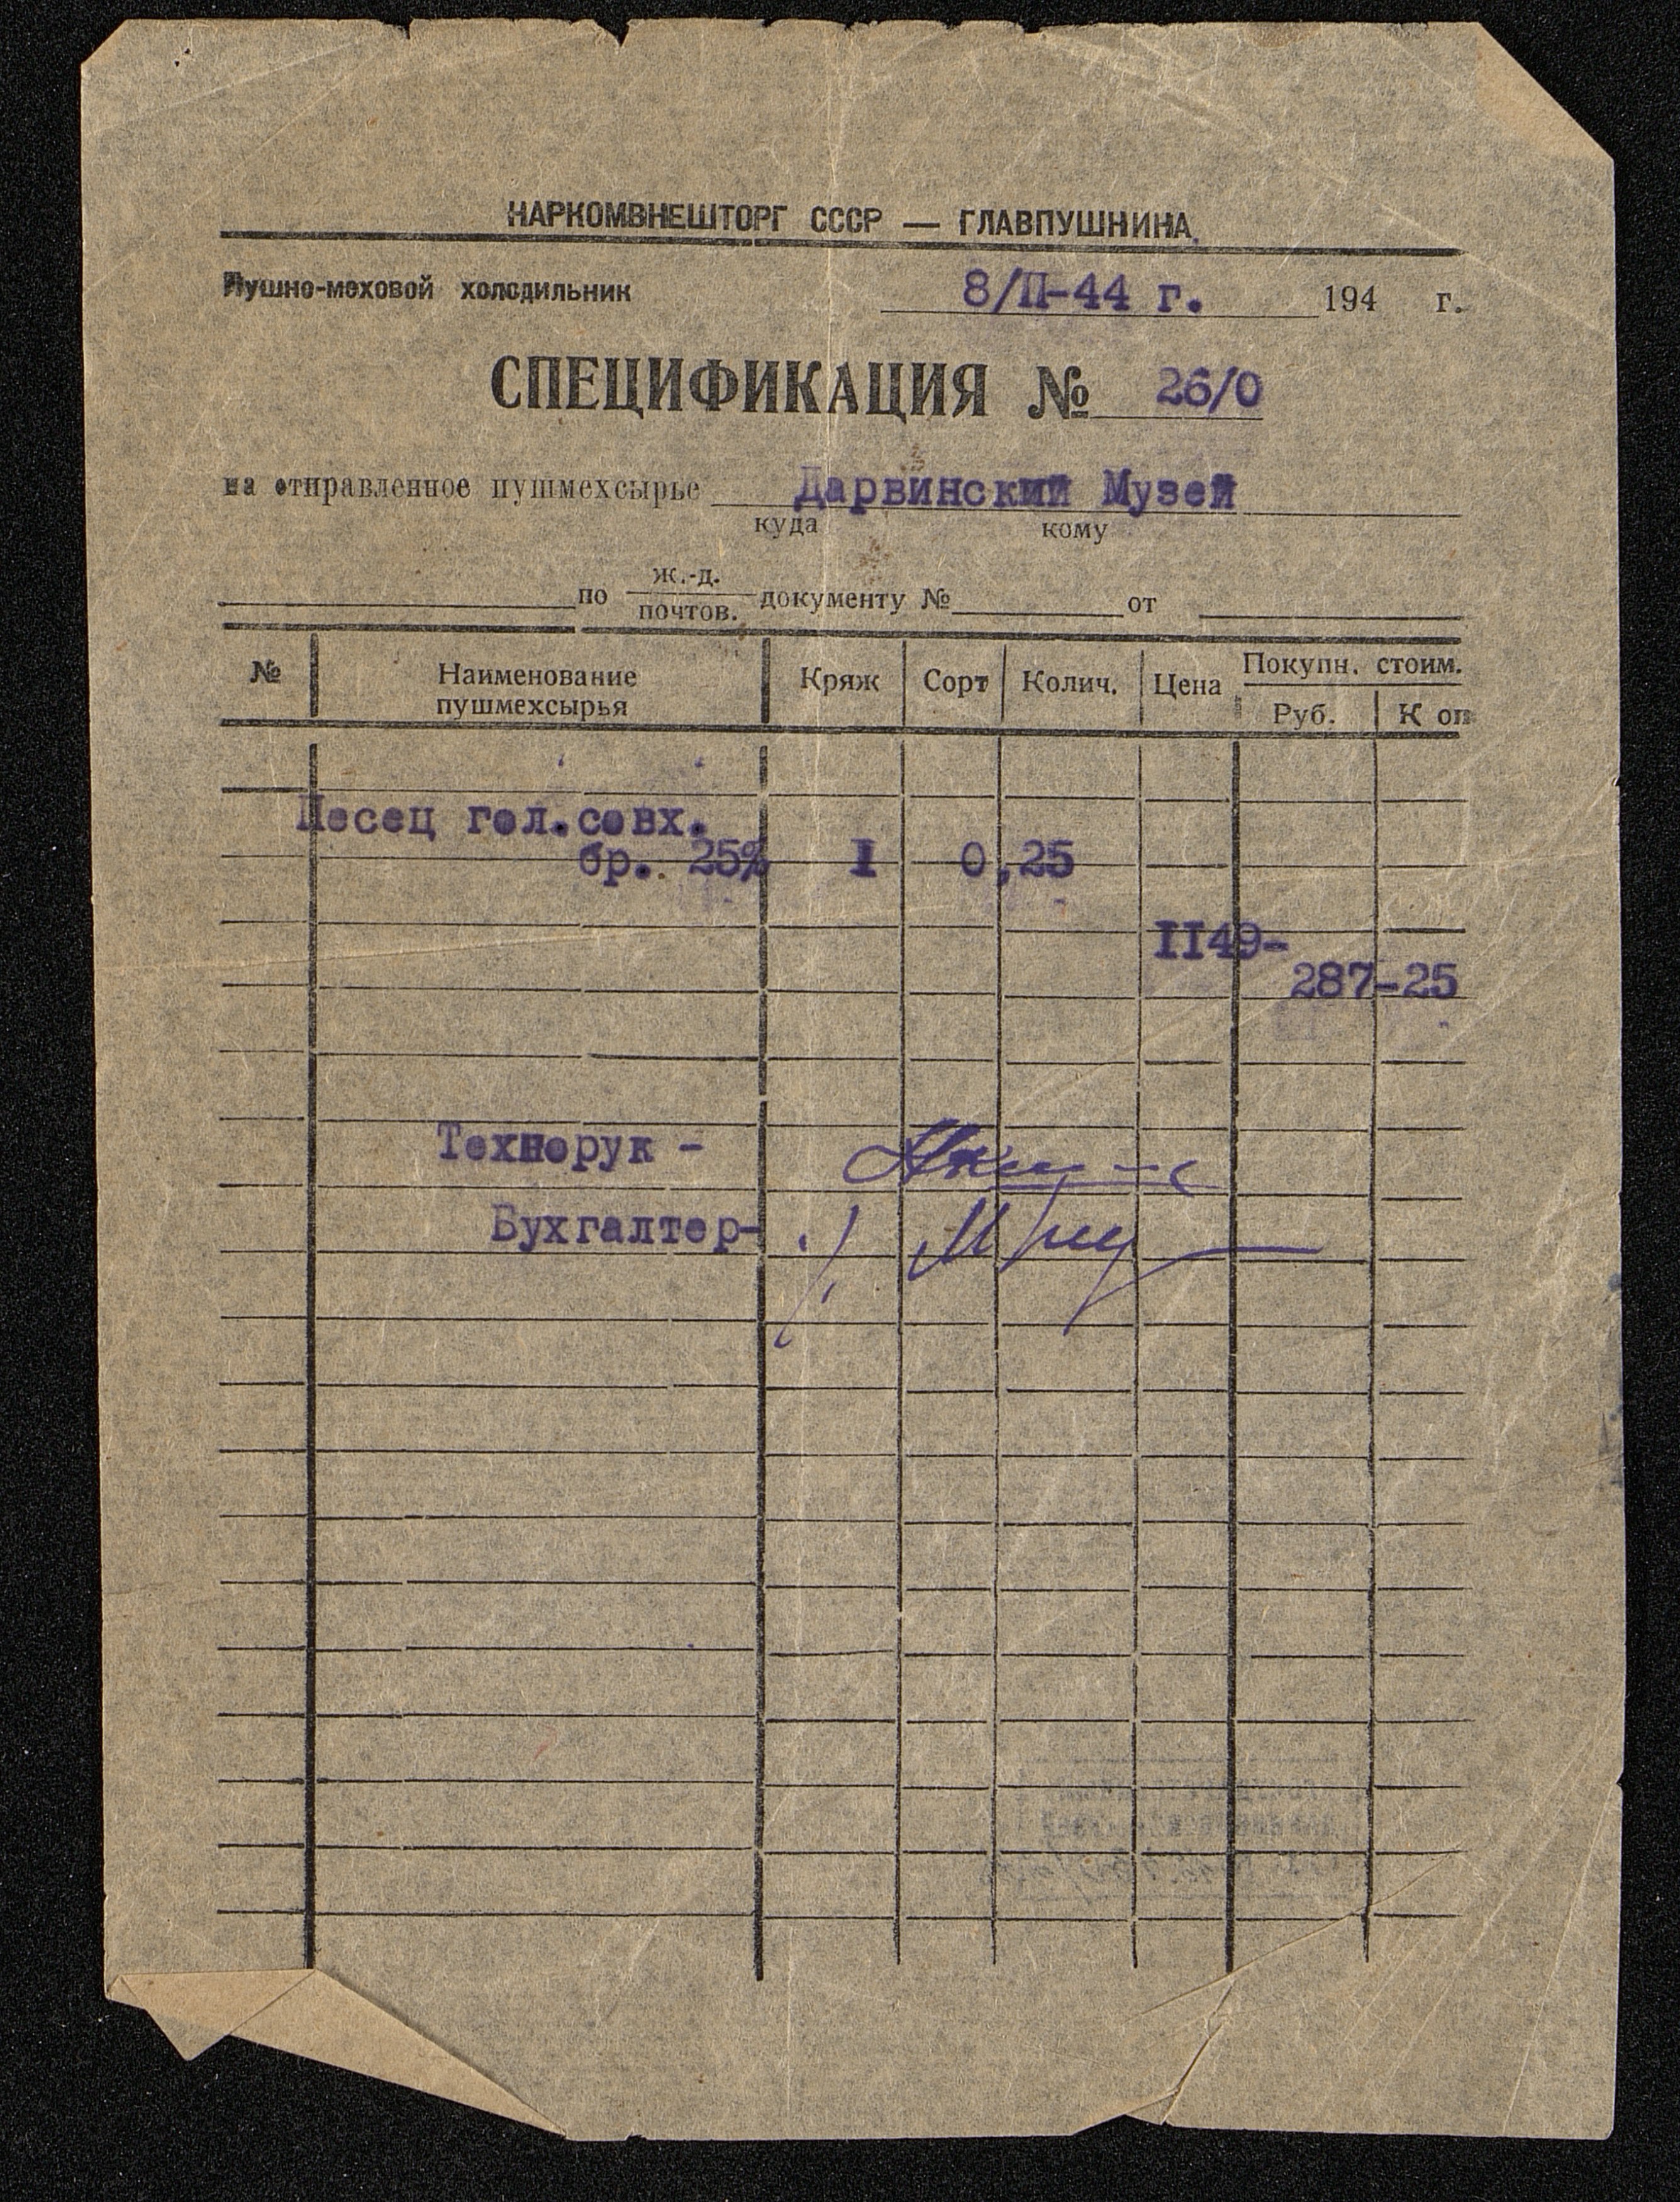 НАРКОМВНЕШТОРГ СССР — ГЛАВПУШНИНА
Пушно-меховой холодильник 8/II-44 г. 194 г.
СПЕЦИФИКАЦИЯ № 26/0
на отправленное пушмехсырье Дарвинский Музей
куда кому
по ж.-д. почтов. документу № от
№ Наименование пушмехсырья Кряж Сорт Колич. Цена Покупн. стоим.
Руб. Коп
Песец гол.совх.
бр. 25% I 0,25
II49-
287-25
Технорук -
Бухгалтер-